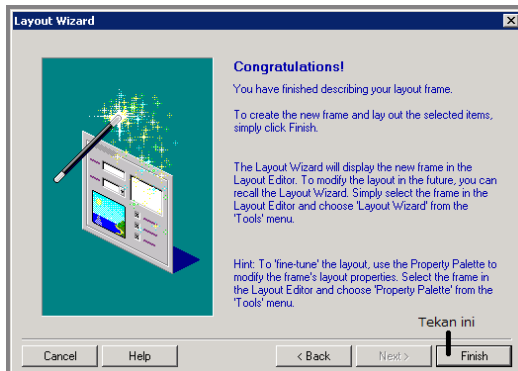 Layout Wizard
Congratulations!
You have finished describing your layout frame.
To create the new frame and lay out the selected items,
simply click Finish.
The Layout Wizard will display the new frame in the
Layout Editor. To modify the layout in the future, you can
recall the Layout Wizard. Simply select the frame in the
Layout Editor and choose 'Layout Wizard' from the
'Tools' menu.
Hint: To 'fine-tune' the layout, use the Property Palette to
modify the frame's layout properties. Select the frame in
the Layout Editor and choose 'Property Palette' from the
'Tools' menu.
Tekan ini
Cancel Help < Back Next > Finish